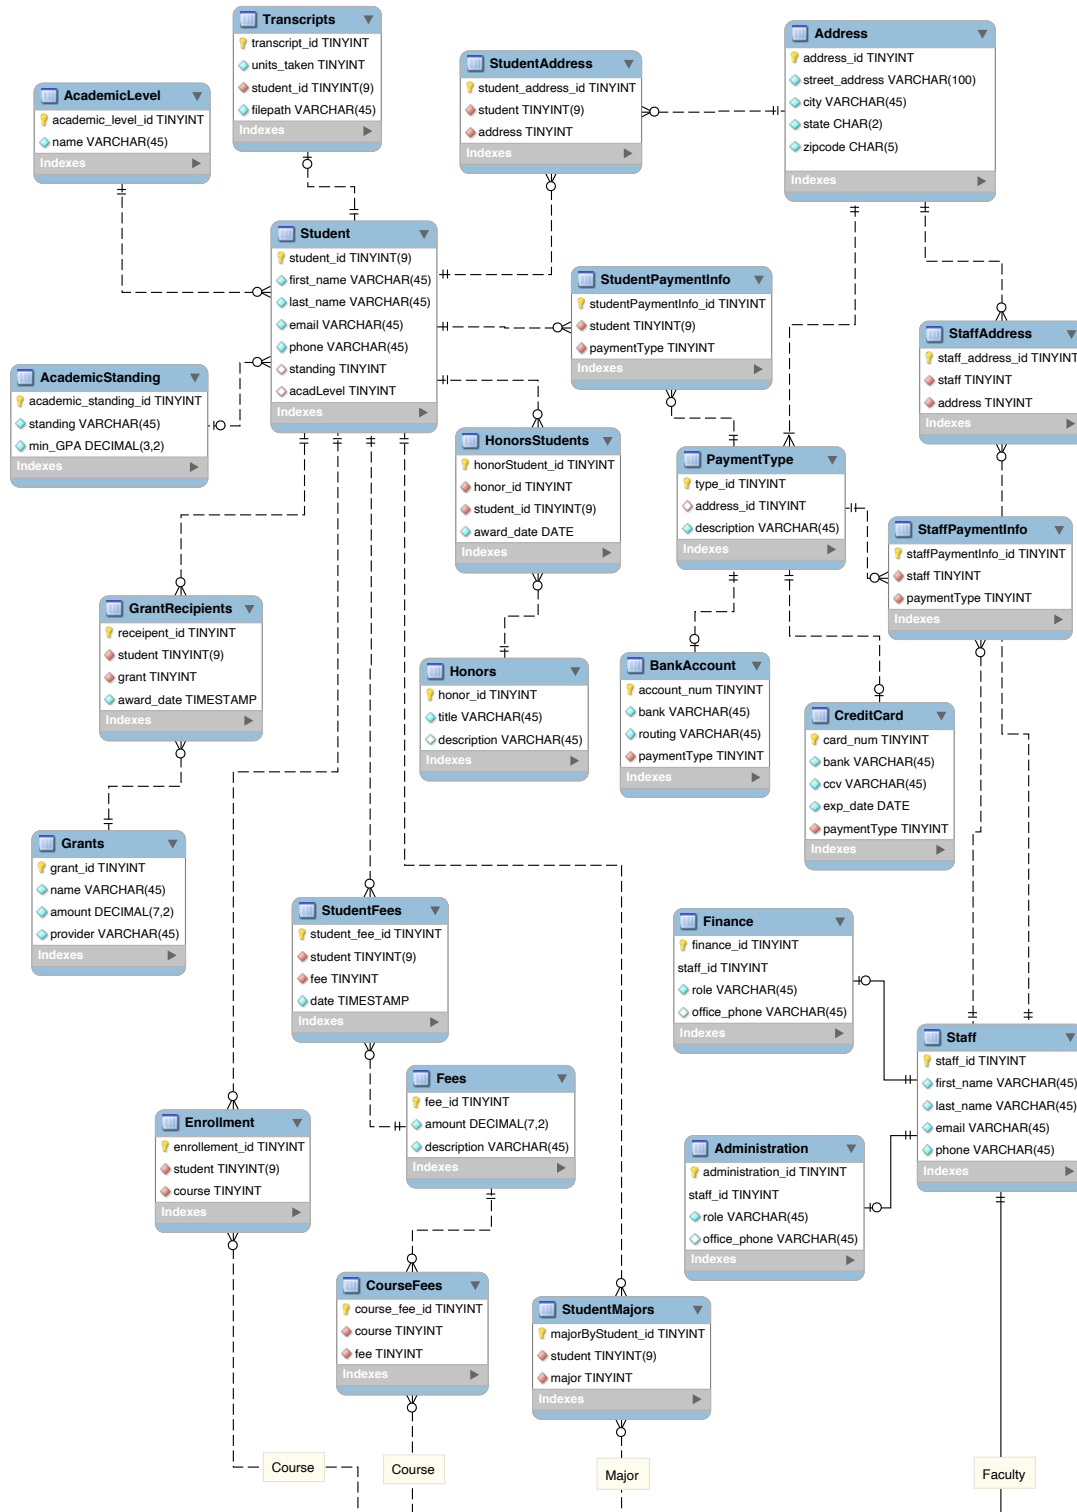 Transcripts
transcript_id TINYINT
units_taken TINYINT
student_id TINYINT(9)
filepath VARCHAR(45)
Indexes
Address
address_id TINYINT
street_address VARCHAR(100)
city VARCHAR(45)
state CHAR(2)
zipcode CHAR(5)
Indexes
StudentAddress
student_address_id TINYINT
student TINYINT(9)
address TINYINT
Indexes
AcademicLevel
academic_level_id TINYINT
name VARCHAR(45)
Indexes
Student
student_id TINYINT(9)
first_name VARCHAR(45)
last_name VARCHAR(45)
email VARCHAR(45)
phone VARCHAR(45)
standing TINYINT
acadLevel TINYINT
Indexes
StudentPaymentInfo
studentPaymentInfo_id TINYINT
student TINYINT(9)
paymentType TINYINT
Indexes
StaffAddress
staff_address_id TINYINT
staff TINYINT
address TINYINT
Indexes
AcademicStanding
academic_standing_id TINYINT
standing VARCHAR(45)
min_GPA DECIMAL(3,2)
Indexes
HonorsStudents
honorStudent_id TINYINT
honor_id TINYINT
student_id TINYINT(9)
award_date DATE
Indexes
PaymentType
type_id TINYINT
address_id TINYINT
description VARCHAR(45)
Indexes
StaffPaymentInfo
staffPaymentInfo_id TINYINT
staff TINYINT
paymentType TINYINT
Indexes
GrantRecipients
receipent_id TINYINT
student TINYINT(9)
grant TINYINT
award_date TIMESTAMP
Indexes
Honors
honor_id TINYINT
title VARCHAR(45)
description VARCHAR(45)
Indexes
BankAccount
account_num TINYINT
bank VARCHAR(45)
routing VARCHAR(45)
paymentType TINYINT
Indexes
CreditCard
card_num TINYINT
bank VARCHAR(45)
ccv VARCHAR(45)
exp_date DATE
paymentType TINYINT
Indexes
Grants
grant_id TINYINT
name VARCHAR(45)
amount DECIMAL(7,2)
provider VARCHAR(45)
Indexes
StudentFees
student_fee_id TINYINT
student TINYINT(9)
fee TINYINT
date TIMESTAMP
Indexes
Finance
finance_id TINYINT
staff_id TINYINT
role VARCHAR(45)
office_phone VARCHAR(45)
Indexes
Staff
staff_id TINYINT
first_name VARCHAR(45)
last_name VARCHAR(45)
email VARCHAR(45)
phone VARCHAR(45)
Indexes
Fees
fee_id TINYINT
amount DECIMAL(7,2)
description VARCHAR(45)
Indexes
Enrollment
enrollement_id TINYINT
student TINYINT(9)
course TINYINT
Indexes
Administration
administration_id TINYINT
staff_id TINYINT
role VARCHAR(45)
office_phone VARCHAR(45)
Indexes
CourseFees
course_fee_id TINYINT
course TINYINT
fee TINYINT
Indexes
StudentMajors
majorByStudent_id TINYINT
student TINYINT(9)
major TINYINT
Indexes
Course
Course
Major
Faculty